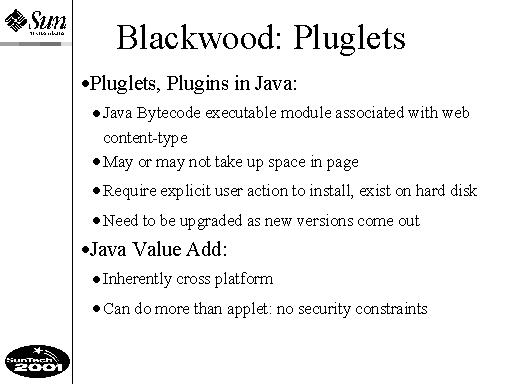 Sun
Blackwood: Pluglets
•Pluglets, Plugins in Java:
•Java Bytecode executable module associated with web
content-type
•May or may not take up space in page
•Require explicit user action to install, exist on hard disk
•Need to be upgraded as new versions come out
•Java Value Add:
•Inherently cross platform
•Can do more than applet: no security constraints
SunTech
2001